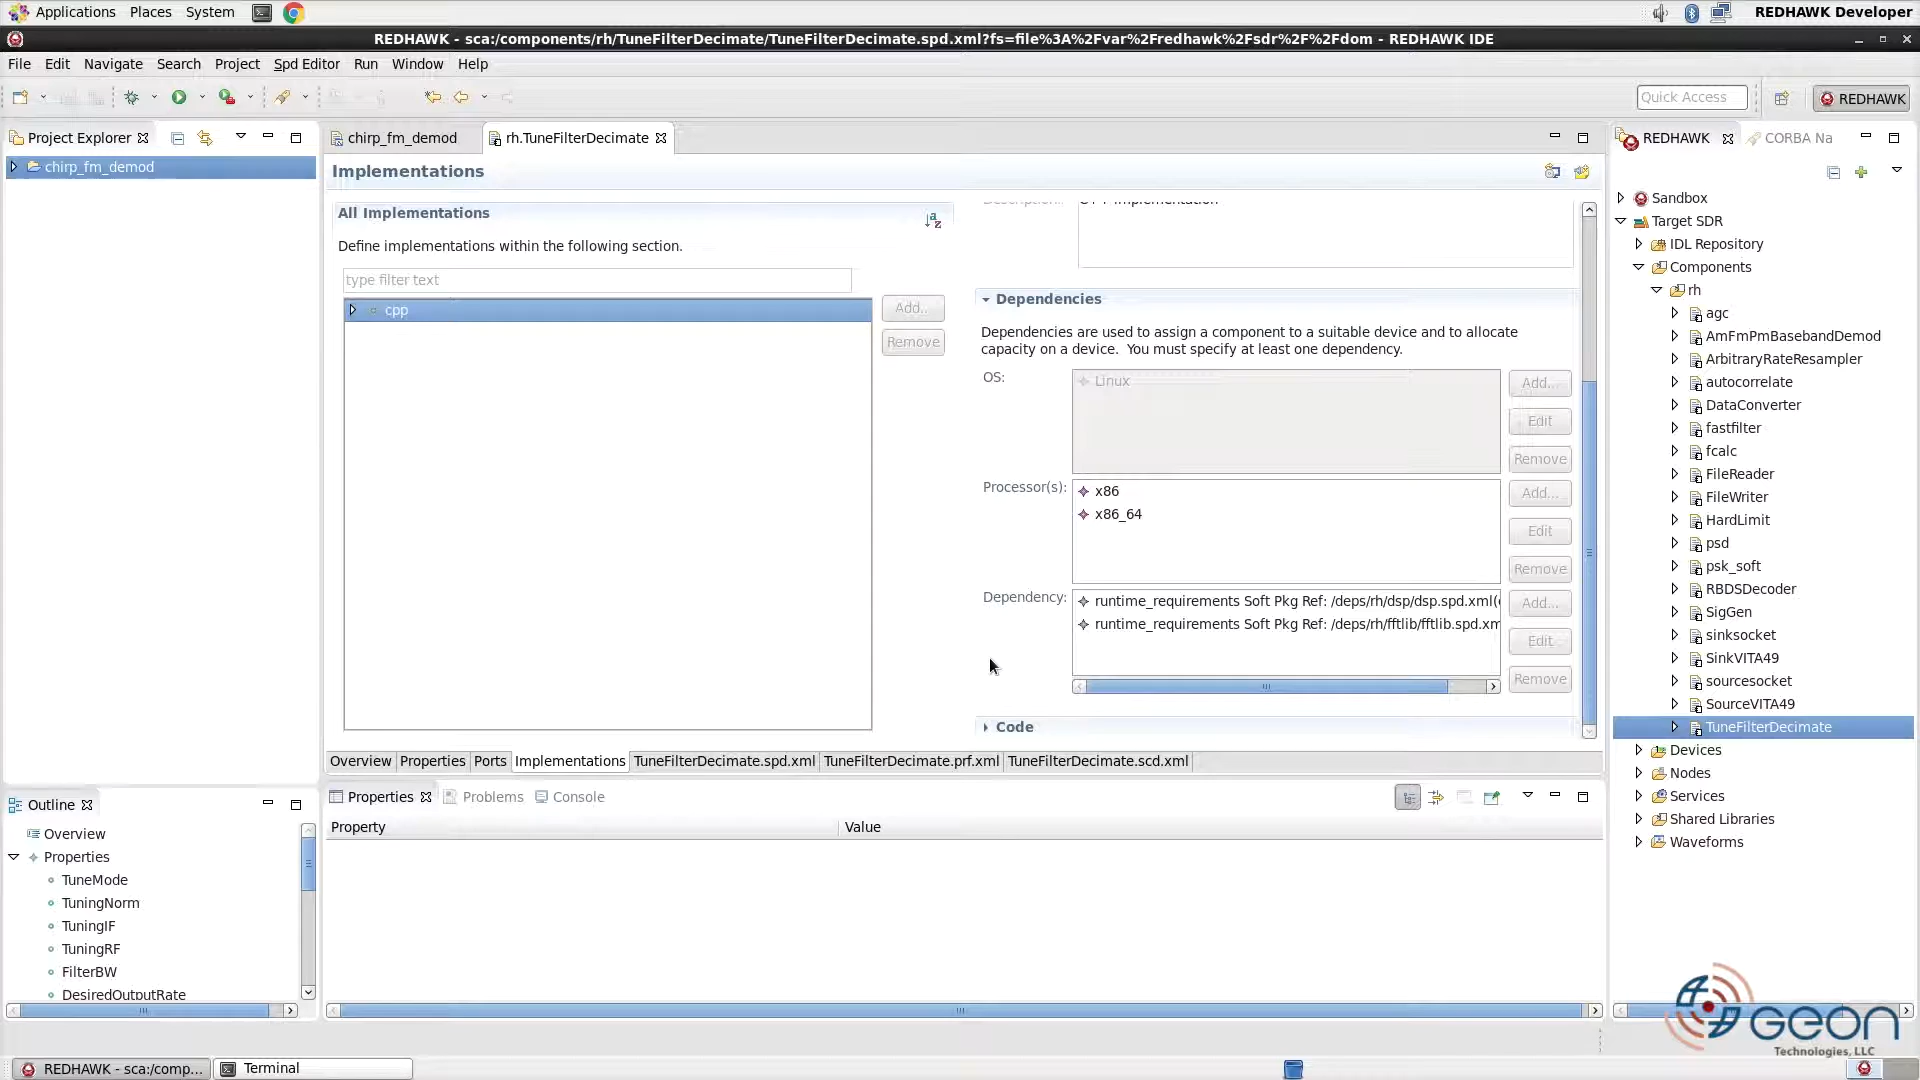 Applications Places System
REDHAWK Developer
REDHAWK - sca:/components/rh/TuneFilterDecimate/TuneFilterDecimate.spd.xml?fs=file%3A%2Fvar%2Fredhawk%2Fsdr%2F%2Fdom - REDHAWK IDE
File Edit Navigate Search Project Spd Editor Run Window Help
Quick Access
REDHAWK
Project Explorer
chirp_fm_demod
chirp_fm_demod
rh.TuneFilterDecimate
Implementations
All Implementations
Define implementations within the following section.
type filter text
cpp
Add..
Remove
Dependencies
Dependencies are used to assign a component to a suitable device and to allocate
capacity on a device. You must specify at least one dependency.
OS:
Linux
Add...
Edit
Remove
Processor(s):
x86
x86_64
Add...
Edit
Remove
Dependency:
runtime_requirements Soft Pkg Ref: /deps/rh/dsp/dsp.spd.xml(
runtime_requirements Soft Pkg Ref: /deps/rh/fftlib/fftlib.spd.xm
Add...
Edit
Remove
Code
Overview Properties Ports Implementations TuneFilterDecimate.spd.xml TuneFilterDecimate.prf.xml TuneFilterDecimate.scd.xml
Outline
Overview
Properties
TuneMode
TuningNorm
TuningIF
TuningRF
FilterBW
DesiredOutputRate
Properties Problems Console
Property Value
REDHAWK CORBA Na
Sandbox
Target SDR
IDL Repository
Components
rh
agc
AmFmPmBasebandDemod
ArbitraryRateResampler
autocorrelate
DataConverter
fastfilter
fcalc
FileReader
FileWriter
HardLimit
psd
psk_soft
RBDSDecoder
SigGen
sinksocket
SinkVITA49
sourcesocket
SourceVITA49
TuneFilterDecimate
Devices
Nodes
Services
Shared Libraries
Waveforms
Geon
Technologies, LLC
REDHAWK - sca:/comp... Terminal